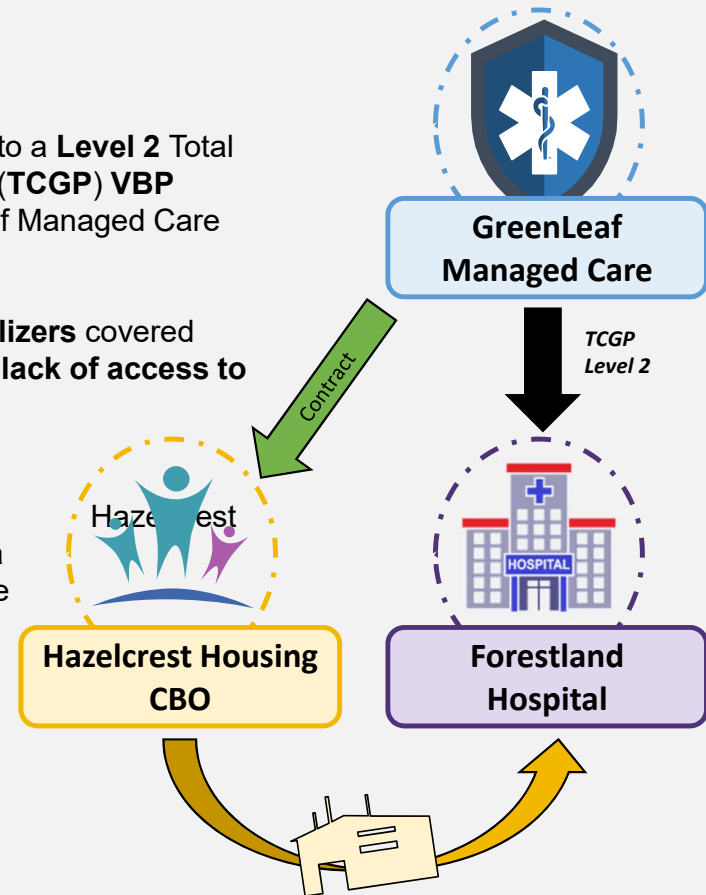 to a Level 2 Total
(TCGP) VBP
f Managed Care
lizers covered
lack of access to
a
e
GreenLeaf
Managed Care
TCGP
Level 2
Contract
HOSPITAL
Hazelcrest Housing
CBO
Forestland
Hospital